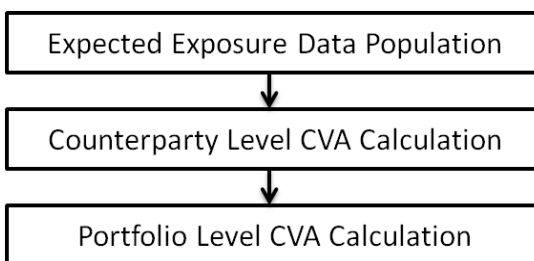 Expected Exposure Data Population
Counterparty Level CVA Calculation
Portfolio Level CVA Calculation